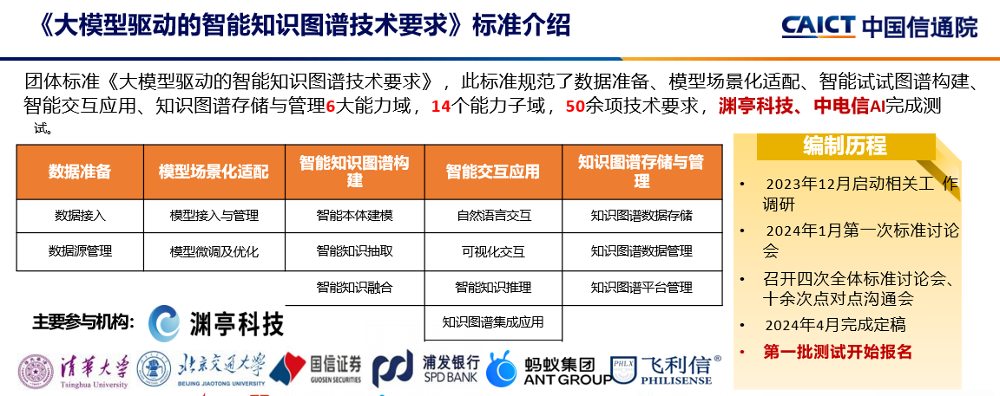 《大模型驱动的智能知识图谱技术要求》标准介绍
CAICT 中国信通院
团体标准《大模型驱动的智能知识图谱技术要求》，此标准规范了数据准备、模型场景化适配、智能试试图谱构建、
智能交互应用、知识图谱存储与管理6大能力域，14个能力子域，50余项技术要求，渊亭科技、中电信AI完成测
试。
数据准备 模型场景化适配 智能知识图谱构建 智能交互应用 知识图谱存储与管理
数据接入 模型接入与管理 智能本体建模 自然语言交互 知识图谱数据存储
数据源管理 模型微调及优化 智能知识抽取 可视化交互 知识图谱数据管理
智能知识融合 智能知识推理 知识图谱平台管理
知识图谱集成应用
编制历程
• 2023年12月启动相关工 作
调研
• 2024年1月第一次标准讨论
会
• 召开四次全体标准讨论会、
十余次点对点沟通会
• 2024年4月完成定稿
• 第一批测试开始报名
主要参与机构：
渊亭科技
清华大学
Tsinghua University
北京交通大学
BEIJING JIAOTONG UNIVERSITY
国信证券
GUOSEN SECURITIES
浦发银行
SPD BANK
蚂蚁集团
ANT GROUP
PHLX
飞利信®
PHILISENSE